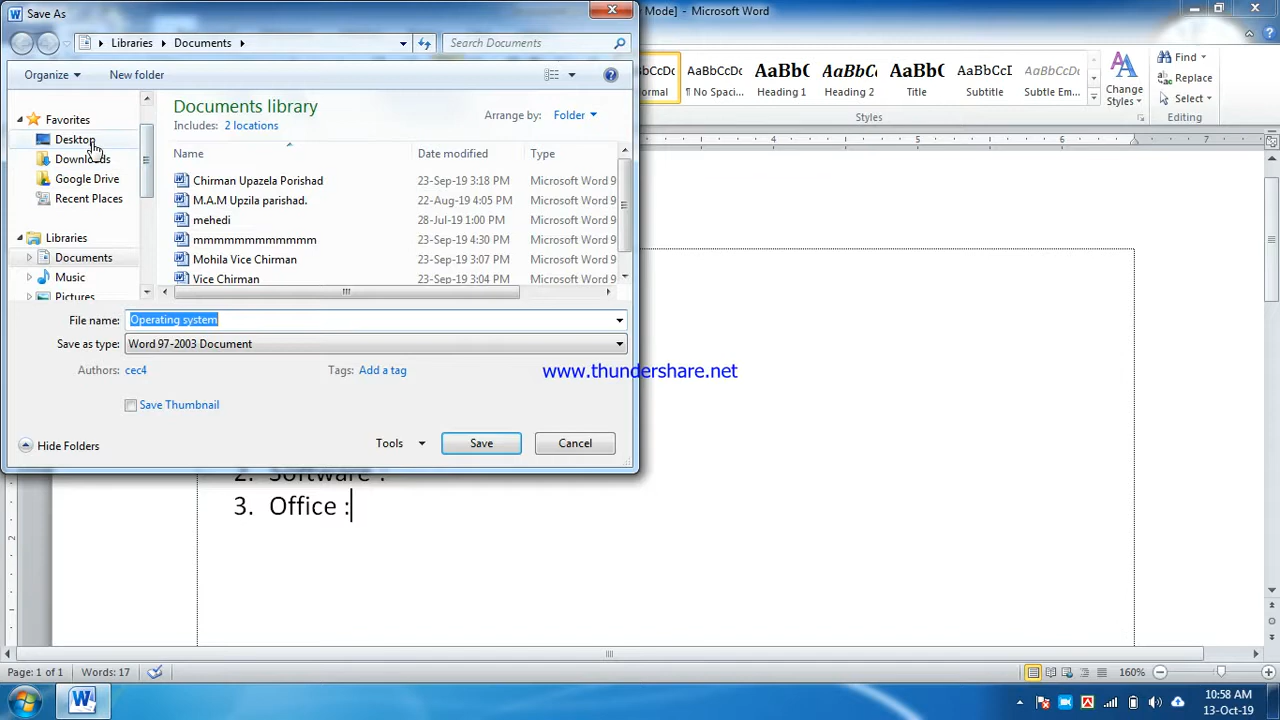 Save As
Mode] - Microsoft Word
Libraries
Documents
Search Documents
Organize
New folder
Favorites
Desktop
Downloads
Google Drive
Recent Places
Libraries
Documents
Music
Pictures
Documents library
Includes: 2 locations
Arrange by: Folder
Name Date modified Type
Chirman Upazela Porishad 23-Sep-19 3:18 PM Microsoft Word 9
M.A.M Upzila parishad. 22-Aug-19 4:05 PM Microsoft Word 9
mehedi 28-Jul-19 1:00 PM Microsoft Word 9
mmmmmmmmmmm 23-Sep-19 4:30 PM Microsoft Word 9
Mohila Vice Chirman 23-Sep-19 3:07 PM Microsoft Word 9
Vice Chirman 23-Sep-19 3:04 PM Microsoft Word 9
File name: Operating system
Save as type: Word 97-2003 Document
Authors: cec4
Tags: Add a tag
Save Thumbnail
Hide Folders
Tools
Save
Cancel
AaBbCcDc AaBbC AaBbCc AaBbC AaBbCcDc AaBbCcDc
No Spaci... Heading 1 Heading 2 Title Subtitle Subtle Em...
Change
Styles
Styles
Find
Replace
Select
Editing
www.thundershare.net
2. Software :
3. Office :
Page: 1 of 1
Words: 17
160%
10:58 AM
13-Oct-19